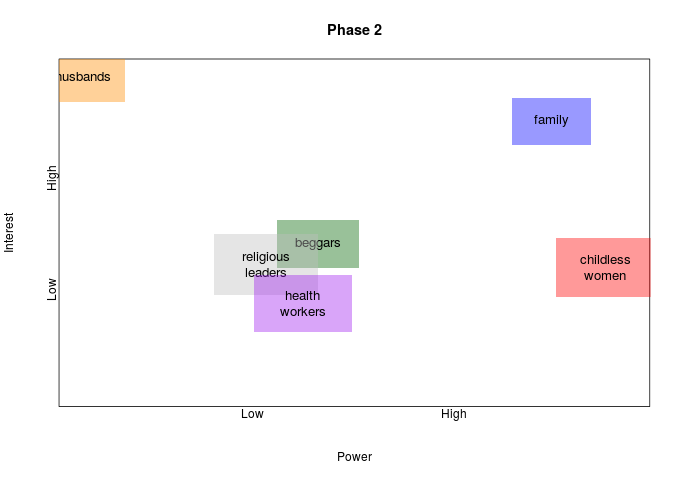 Phase 2
husbands
family
beggars
religious
leaders
childless
women
health
workers
Interest
High
Low
Low
High
Power